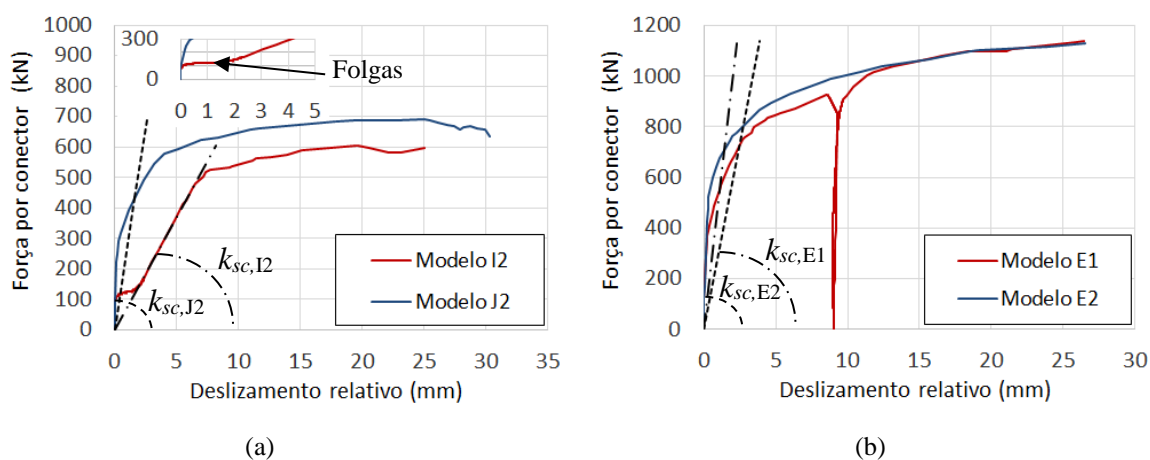 1000
900
800
700
600
500
400
300
200
100
0
Força por conector (kN)
300
0
0 1 2 3 4 5
Folgas
k_sc,I2
k_sc,J2
Modelo I2
Modelo J2
0 5 10 15 20 25 30 35
Deslizamento relativo (mm)
(a)
1200
1000
800
600
400
200
0
Força por conector (kN)
k_sc,E1
k_sc,E2
Modelo E1
Modelo E2
0 5 10 15 20 25 30
Deslizamento relativo (mm)
(b)